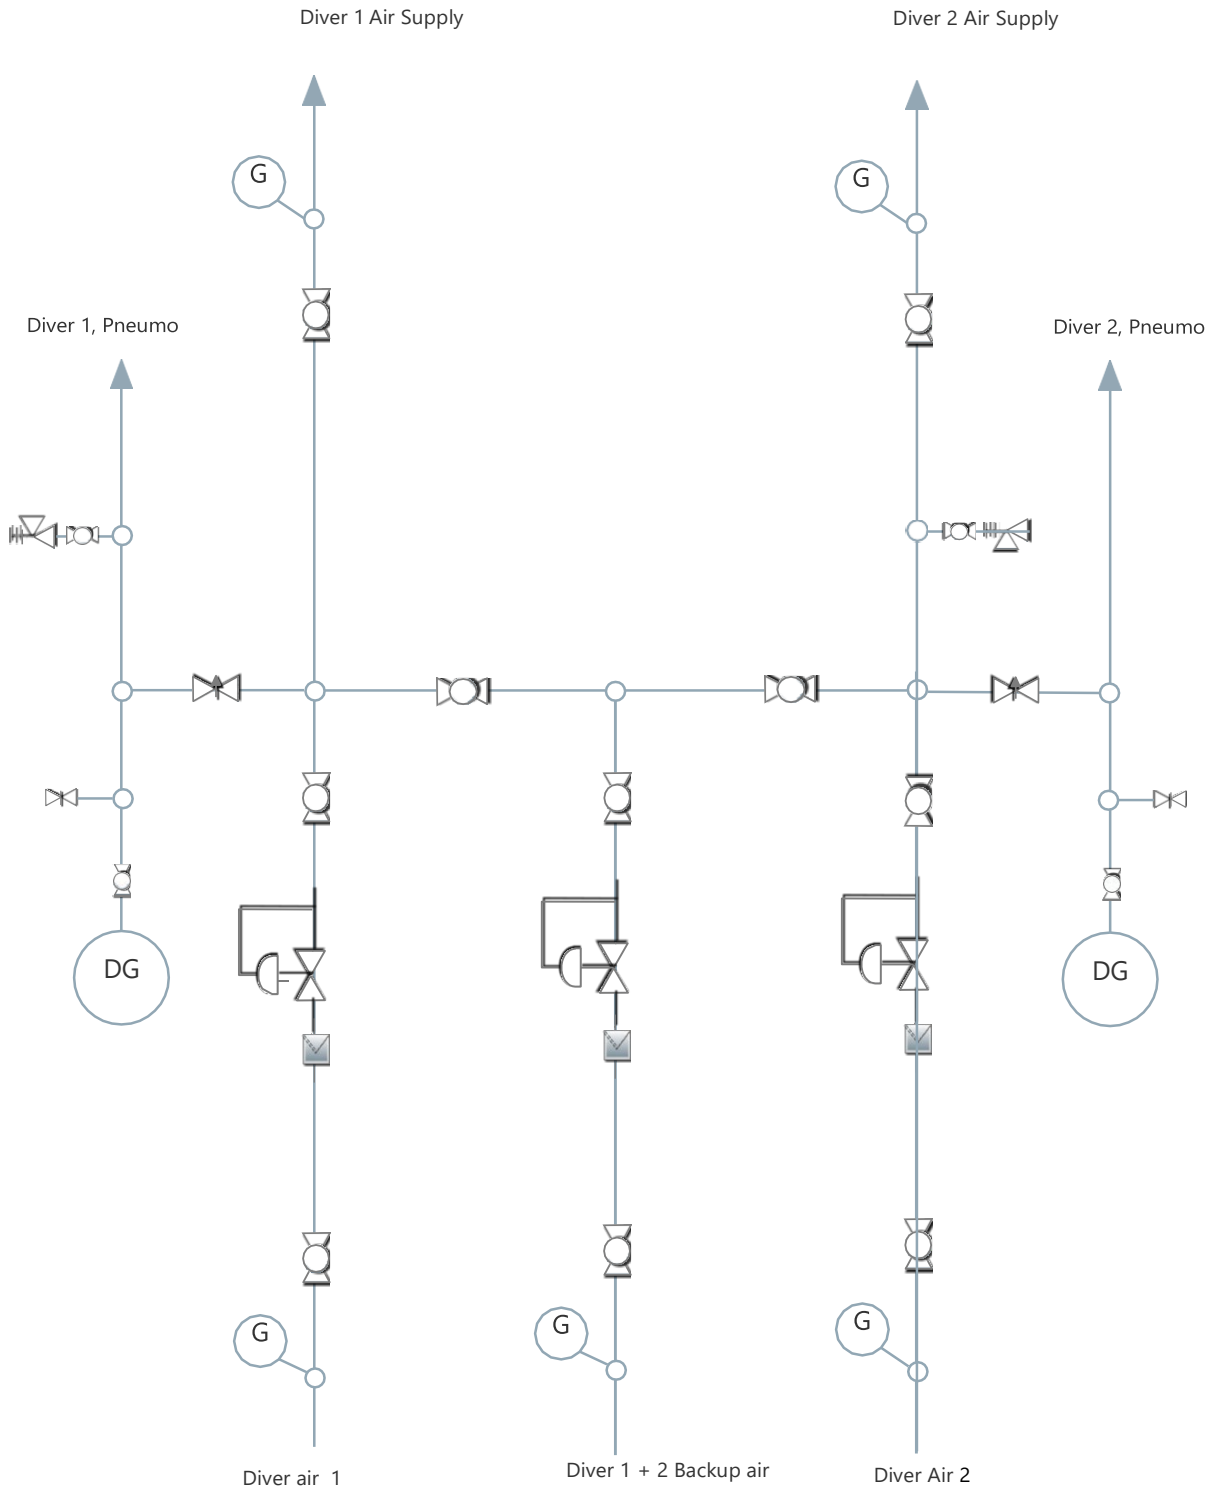 Diver 1 Air Supply
Diver 2 Air Supply
G
G
Diver 1, Pneumo
Diver 2, Pneumo
DG
DG
G
G
G
Diver air 1
Diver 1 + 2 Backup air
Diver Air 2